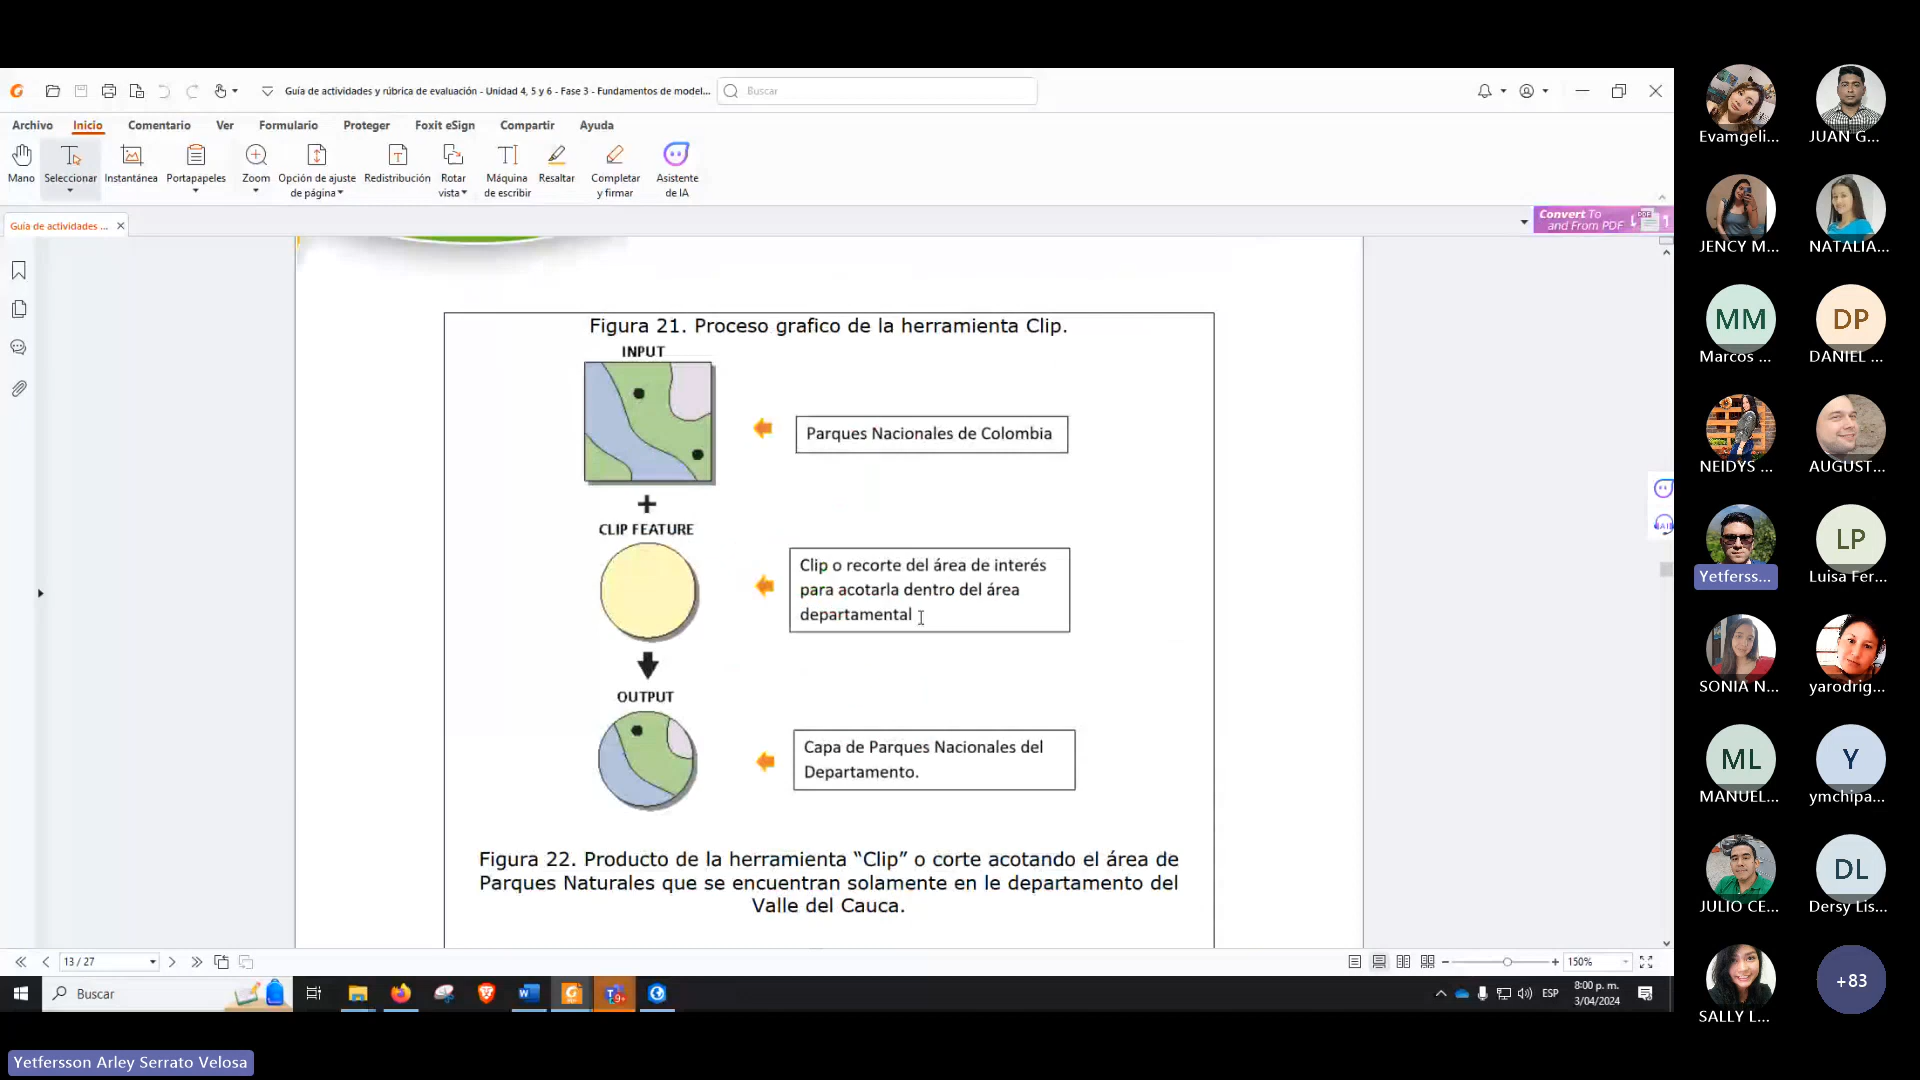 Guía de actividades y rúbrica de evaluación - Unidad 4, 5 y 6 - Fase 3 - Fundamentos de model...
Buscar
Archivo Inicio Comentario Ver Formulario Proteger Foxit eSign Compartir Ayuda
Mano
Seleccionar
Instantánea
Portapapeles
Zoom
Opción de ajuste
de página
Redistribución
Rotar
vista
Máquina
de escribir
Resaltar
Completar
y firmar
Asistente
de IA
Guía de actividades ...
Convert To
and From PDF
Figura 21. Proceso grafico de la herramienta Clip.
INPUT
Parques Nacionales de Colombia
+
CLIP FEATURE
Clip o recorte del área de interés
para acotarla dentro del área
departamental
OUTPUT
Capa de Parques Nacionales del
Departamento.
Figura 22. Producto de la herramienta “Clip” o corte acotando el área de
Parques Naturales que se encuentran solamente en le departamento del
Valle del Cauca.
13 / 27
150%
Buscar
ESP
8:00 p. m.
3/04/2024
Evamgeli...
JUAN G...
JENCY M...
NATALIA...
MM
Marcos ...
DP
DANIEL ...
NEIDYS ...
AUGUST...
Yetferss...
LP
Luisa Fer...
SONIA N...
yarodrig...
ML
MANUEL...
Y
ymchipa...
JULIO CE...
DL
Dersy Lis...
SALLY L...
+83
Yetfersson Arley Serrato Velosa